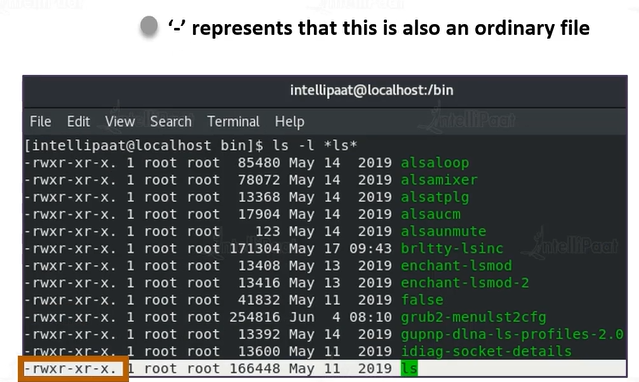 ‘-’ represents that this is also an ordinary file
intellipaat@localhost:/bin
File Edit View Search Terminal Help
[intellipaat@localhost bin]$ ls -l *ls*
-rwxr-xr-x. 1 root root 85480 May 14 2019 alsaloop
-rwxr-xr-x. 1 root root 78072 May 14 2019 alsamixer
-rwxr-xr-x. 1 root root 13368 May 14 2019 alsatplg
-rwxr-xr-x. 1 root root 17904 May 14 2019 alsaucm
-rwxr-xr-x. 1 root root 123 May 14 2019 alsaunmute
-rwxr-xr-x. 1 root root 171304 May 17 09:43 brltty-lsinc
-rwxr-xr-x. 1 root root 13408 May 13 2019 enchant-lsmod
-rwxr-xr-x. 1 root root 13416 May 13 2019 enchant-lsmod-2
-rwxr-xr-x. 1 root root 41832 May 11 2019 false
-rwxr-xr-x. 1 root root 254816 Jun 4 08:10 grub2-menulst2cfg
-rwxr-xr-x. 1 root root 13392 May 14 2019 gupnp-dlna-ls-profiles-2.0
-rwxr-xr-x. 1 root root 13600 May 11 2019 idiag-socket-details
-rwxr-xr-x. 1 root root 166448 May 11 2019 ls